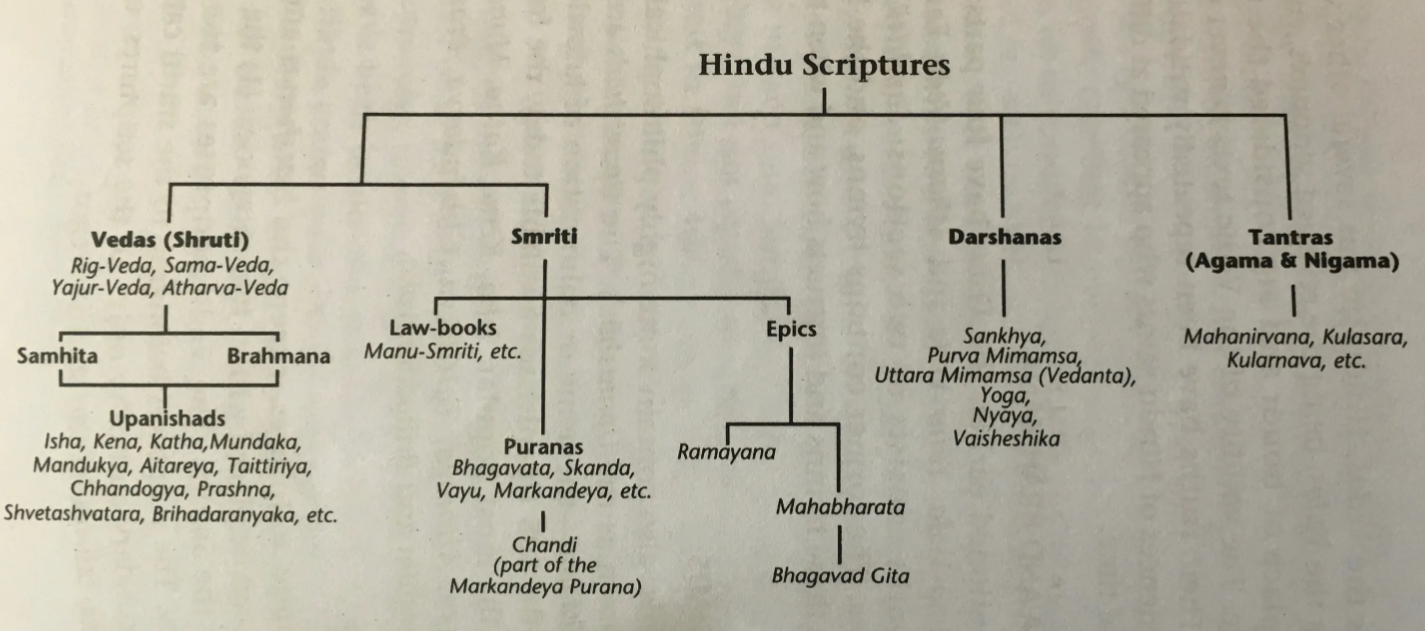 Hindu Scriptures
Vedas (Shruti)
Rig-Veda, Sama-Veda,
Yajur-Veda, Atharva-Veda
Samhita
Brahmana
Upanishads
Isha, Kena, Katha,Mundaka,
Mandukya, Aitareya, Taittiriya,
Chhandogya, Prashna,
Shvetashvatara, Brihadaranyaka, etc.
Smriti
Law-books
Manu-Smriti, etc.
Puranas
Bhagavata, Skanda,
Vayu, Markandeya, etc.
Chandi
(part of the
Markandeya Purana)
Epics
Ramayana
Mahabharata
Bhagavad Gita
Darshanas
Sankhya,
Purva Mimamsa,
Uttara Mimamsa (Vedanta),
Yoga,
Nyaya,
Vaisheshika
Tantras
(Agama & Nigama)
Mahanirvana, Kulasara,
Kularnava, etc.